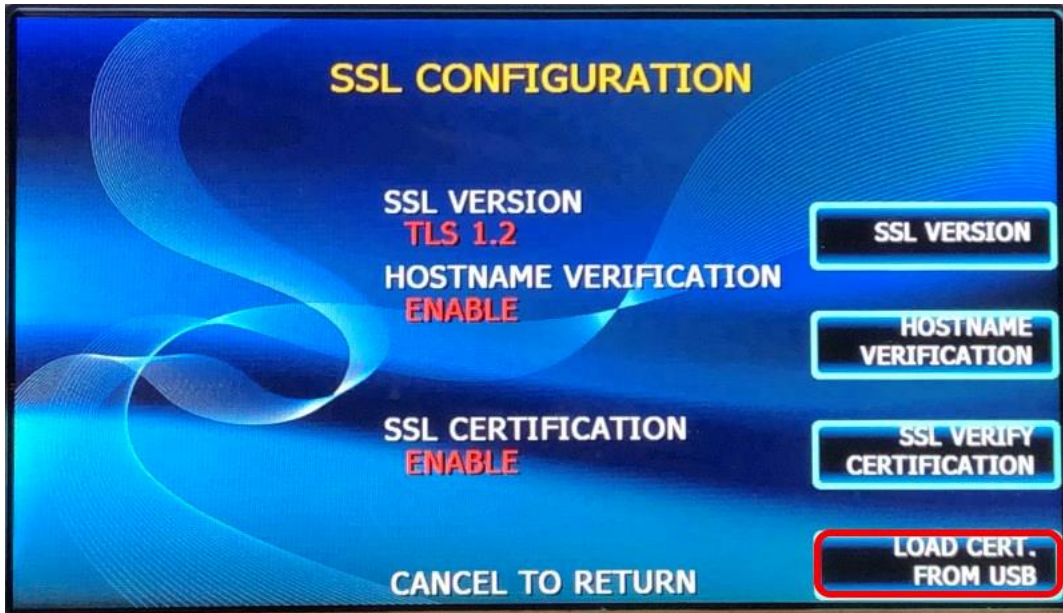 SSL CONFIGURATION
SSL VERSION
TLS 1.2
HOSTNAME VERIFICATION
ENABLE
SSL CERTIFICATION
ENABLE
CANCEL TO RETURN
SSL VERSION
HOSTNAME
VERIFICATION
SSL VERIFY
CERTIFICATION
LOAD CERT.
FROM USB